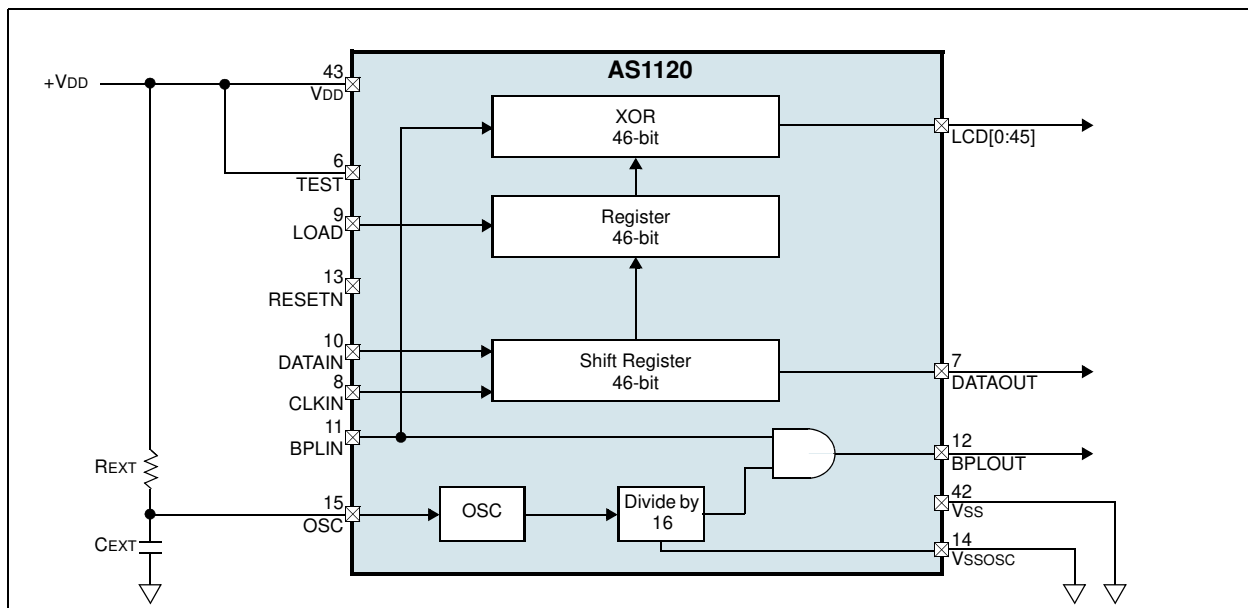 AS1120
+VDD
43
VDD
XOR
46-bit
LCD[0:45]
6
TEST
9
LOAD
Register
46-bit
13
RESETN
10
DATAIN
Shift Register
46-bit
7
DATAOUT
8
CLKIN
11
BPLIN
12
BPLOUT
REXT
15
OSC
OSC
Divide by
16
42
VSS
CEXT
14
VSSOSC